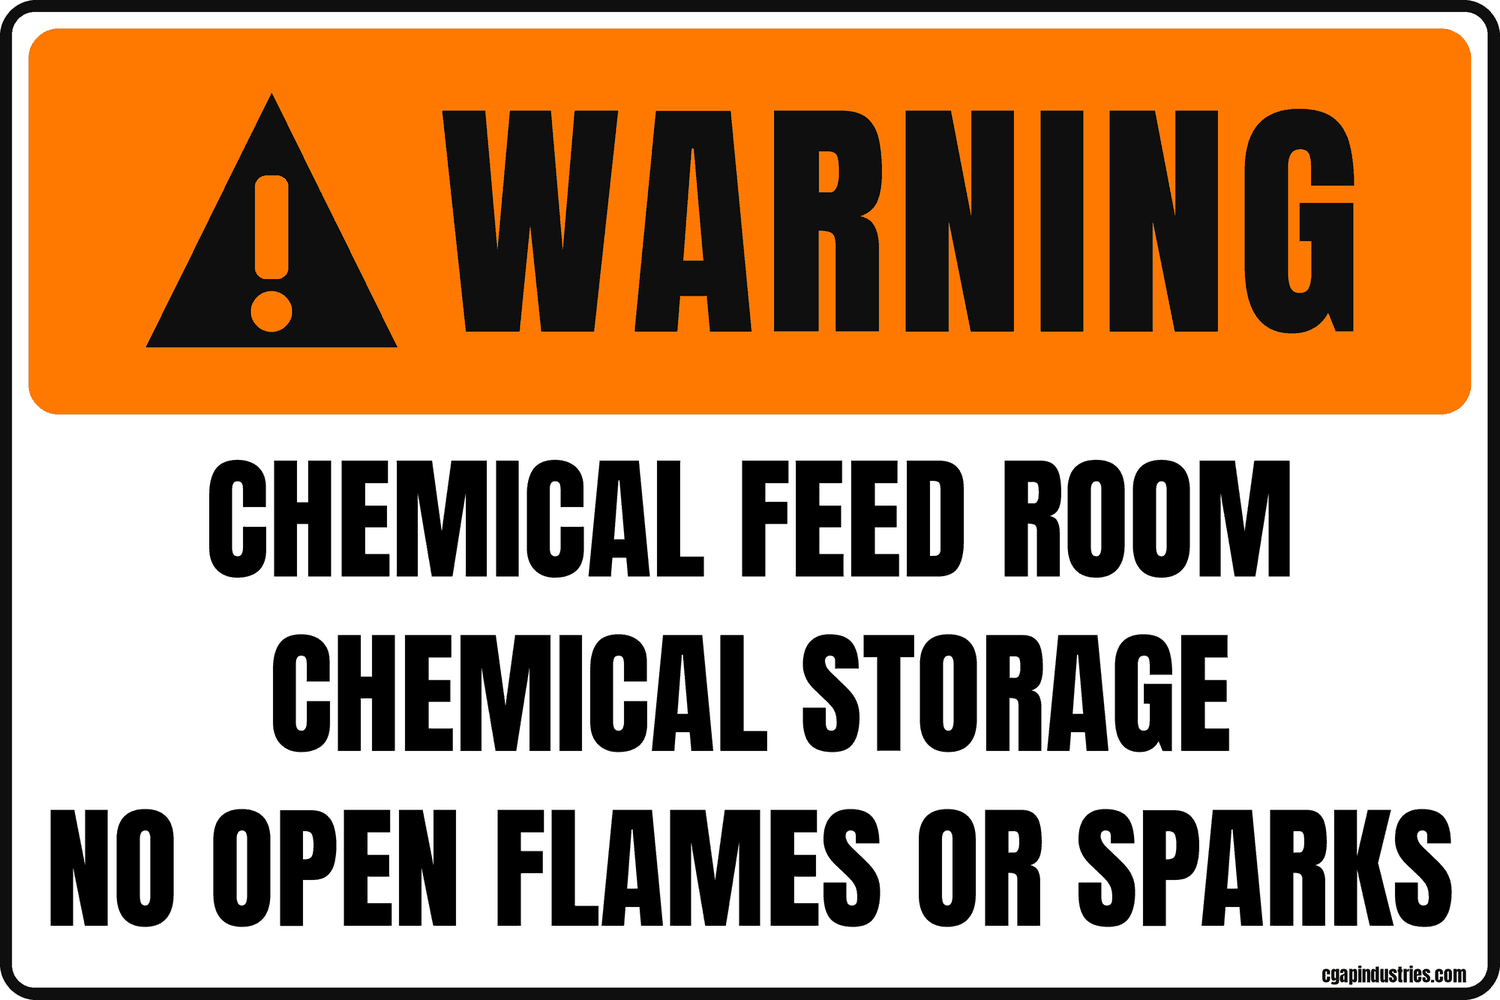 WARNING
CHEMICAL FEED ROOM
CHEMICAL STORAGE
NO OPEN FLAMES OR SPARKS
cgapindustries.com